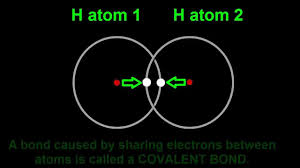 H atom 1 H atom 2
A bond caused by sharing electrons between
atoms is called a COVALENT BOND.